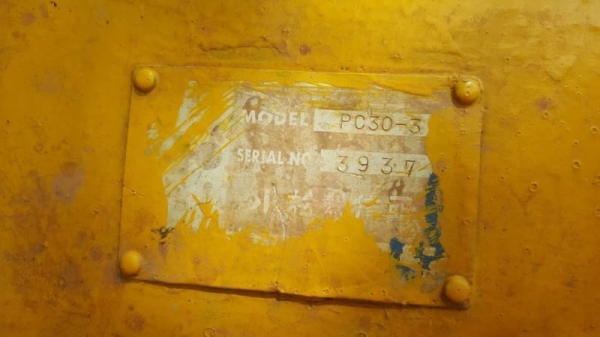 MODEL PC30-3
SERIAL NO 3937